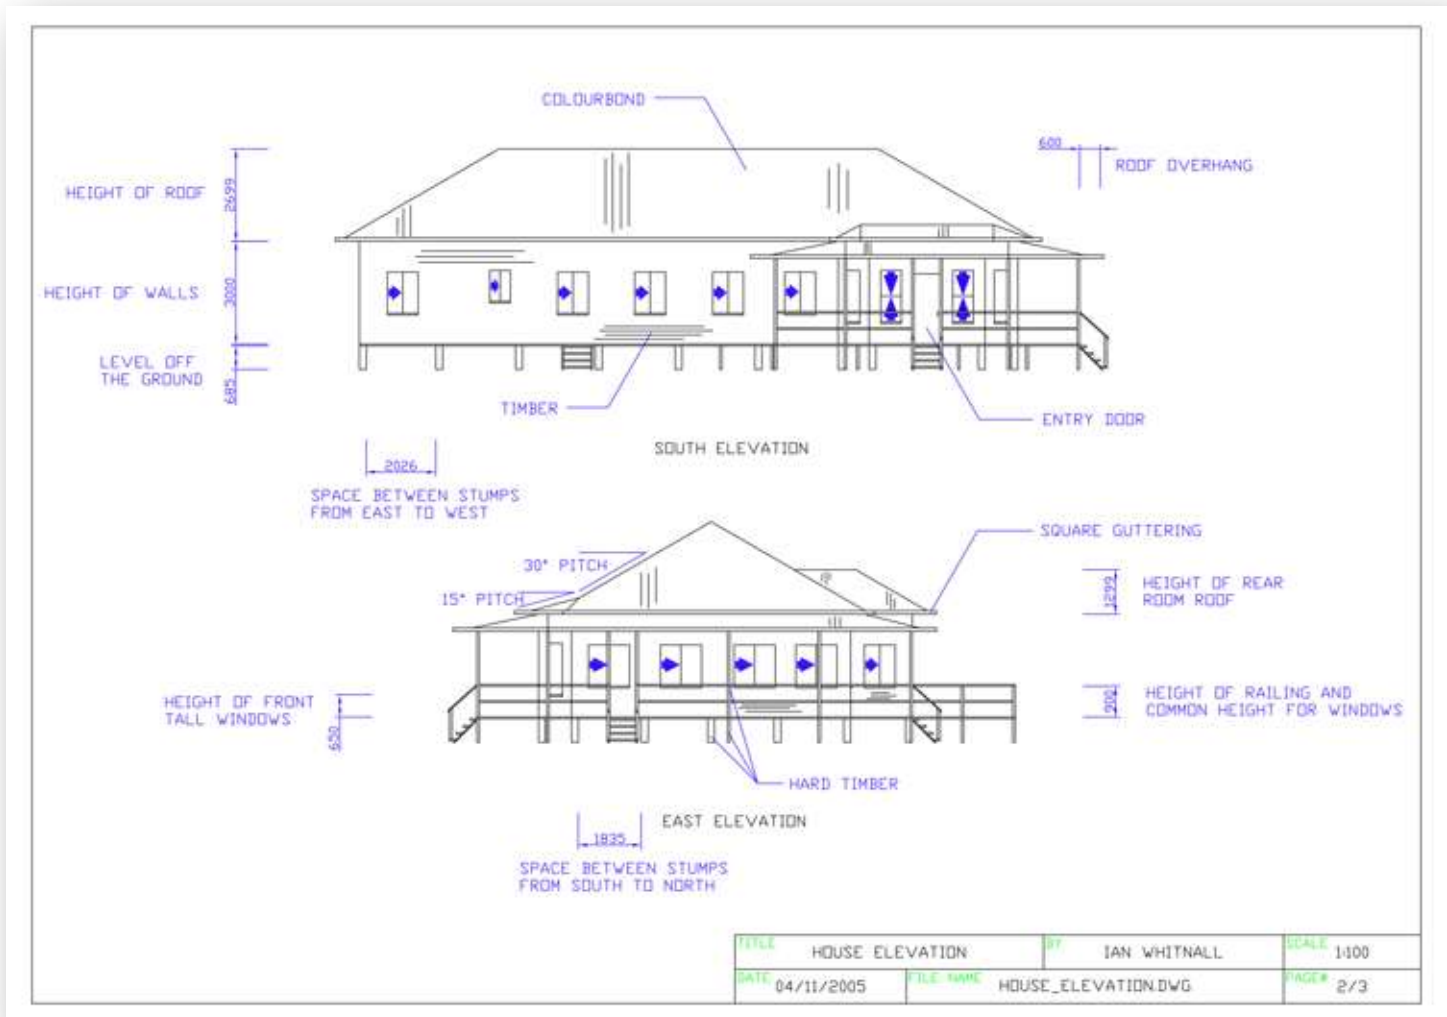 COLOURBOND
600
ROOF OVERHANG
HEIGHT OF ROOF
2699
HEIGHT OF WALLS
3000
LEVEL OFF
THE GROUND
685
TIMBER
ENTRY DOOR
SOUTH ELEVATION
2026
SPACE BETWEEN STUMPS
FROM EAST TO WEST
SQUARE GUTTERING
30° PITCH
15° PITCH
1299
HEIGHT OF REAR
ROOM ROOF
HEIGHT OF FRONT
TALL WINDOWS
650
900
HEIGHT OF RAILING AND
COMMON HEIGHT FOR WINDOWS
HARD TIMBER
EAST ELEVATION
1835
SPACE BETWEEN STUMPS
FROM SOUTH TO NORTH
TITLE HOUSE ELEVATION BY IAN WHITNALL SCALE 1:100
DATE 04/11/2005 FILE NAME HOUSE_ELEVATION.DWG PAGE# 2/3